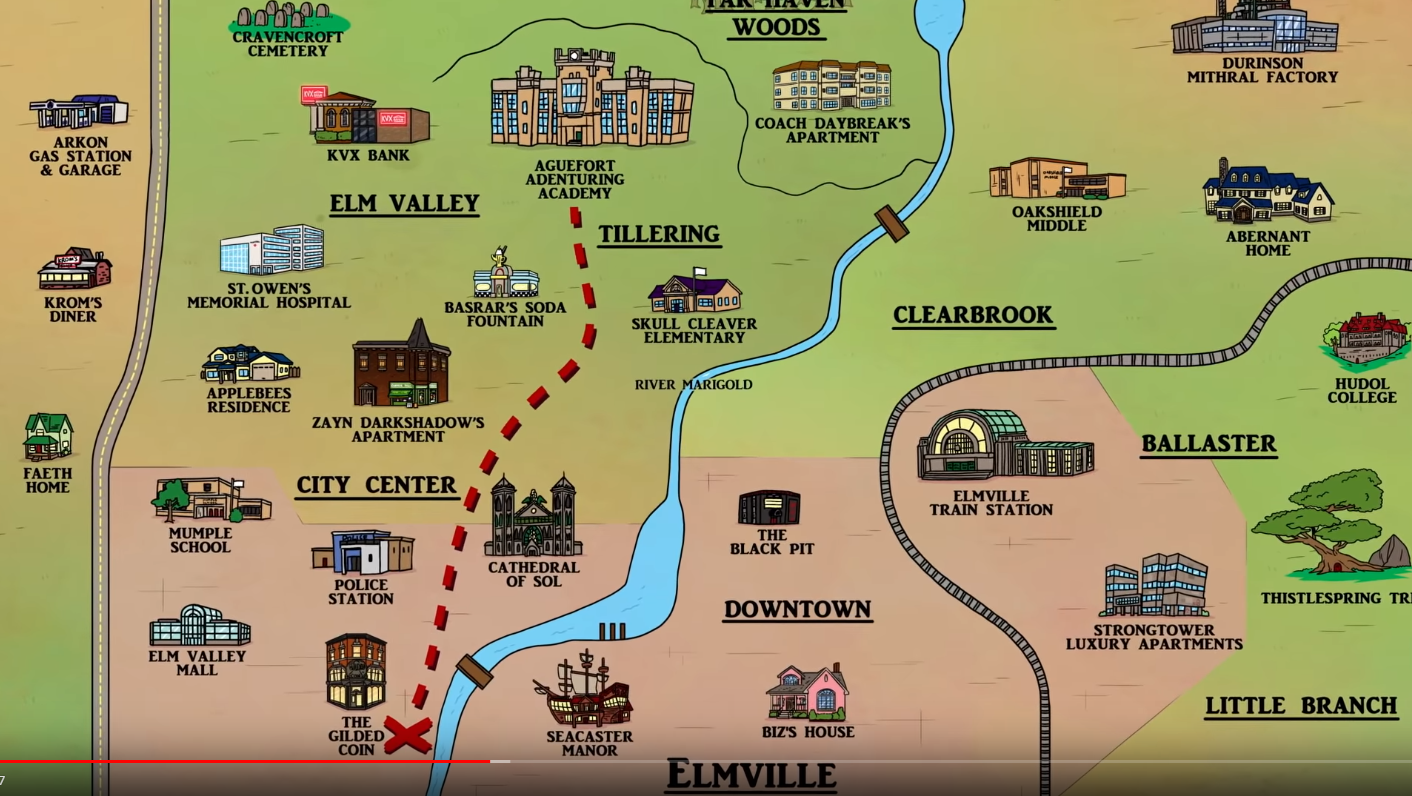 FAR HAVEN
WOODS
CRAVENCROFT
CEMETERY
DURINSON
MITHRAL FACTORY
ARKON
GAS STATION
& GARAGE
KVX
KVX
KVX BANK
COACH DAYBREAK'S
APARTMENT
AGUEFORT
ADENTURING
ACADEMY
ELM VALLEY
TILLERING
OAKSHIELD
MIDDLE
ABERNANT
HOME
KROM'S
DINER
ST. OWEN'S
MEMORIAL HOSPITAL
BASRAR'S SODA
FOUNTAIN
SKULL CLEAVER
ELEMENTARY
CLEARBROOK
RIVER MARIGOLD
APPLEBEES
RESIDENCE
ZAYN DARKSHADOW'S
APARTMENT
HUDOL
COLLEGE
FAETH
HOME
CITY CENTER
BALLASTER
ELMVILLE
TRAIN STATION
MUMPLE
SCHOOL
POLICE
POLICE
STATION
CATHEDRAL
OF SOL
THE
BLACK PIT
THISTLESPRING TR
DOWNTOWN
STRONGTOWER
LUXURY APARTMENTS
ELM VALLEY
MALL
THE
GILDED
COIN
SEACASTER
MANOR
BIZ'S HOUSE
LITTLE BRANCH
ELMVILLE
7